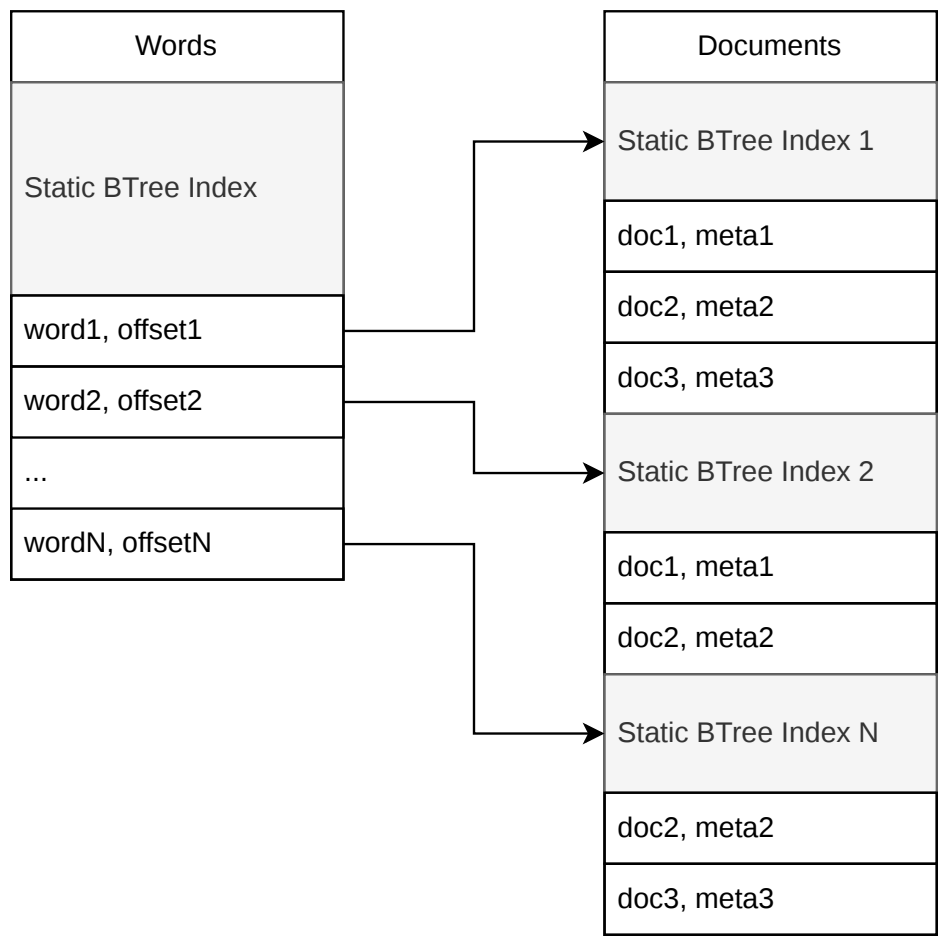 Words
Static BTree Index
word1, offset1
word2, offset2
...
wordN, offsetN
Documents
Static BTree Index 1
doc1, meta1
doc2, meta2
doc3, meta3
Static BTree Index 2
doc1, meta1
doc2, meta2
Static BTree Index N
doc2, meta2
doc3, meta3